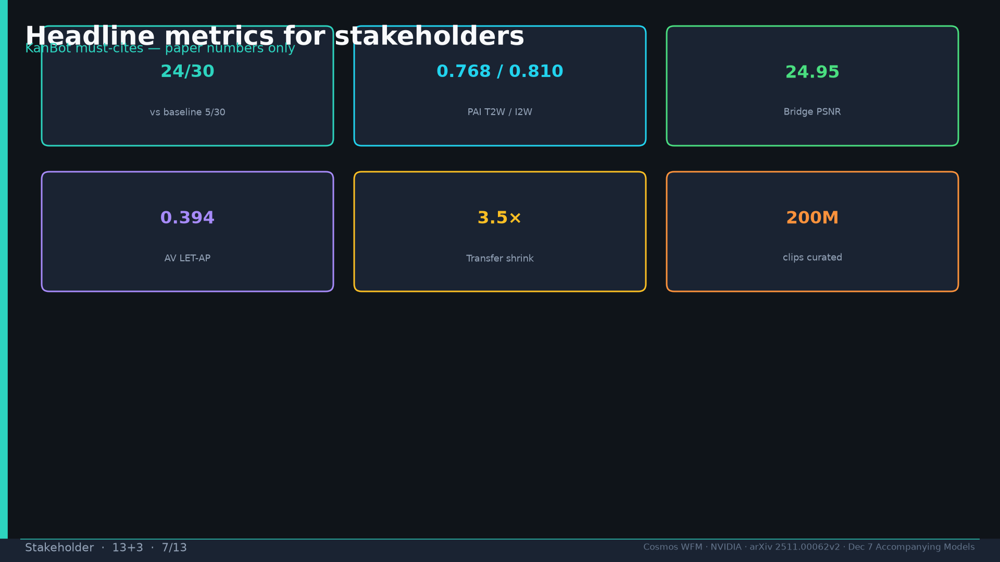 Headline metrics for stakeholders
KanBot must-cites — paper numbers only
24/30
vs baseline 5/30
0.768 / 0.810
PAI T2W / I2W
24.95
Bridge PSNR
0.394
AV LET-AP
3.5×
Transfer shrink
200M
clips curated
Stakeholder · 13+3 · 7/13
Cosmos WFM · NVIDIA · arXiv 2511.00062v2 · Dec 7 Accompanying Models